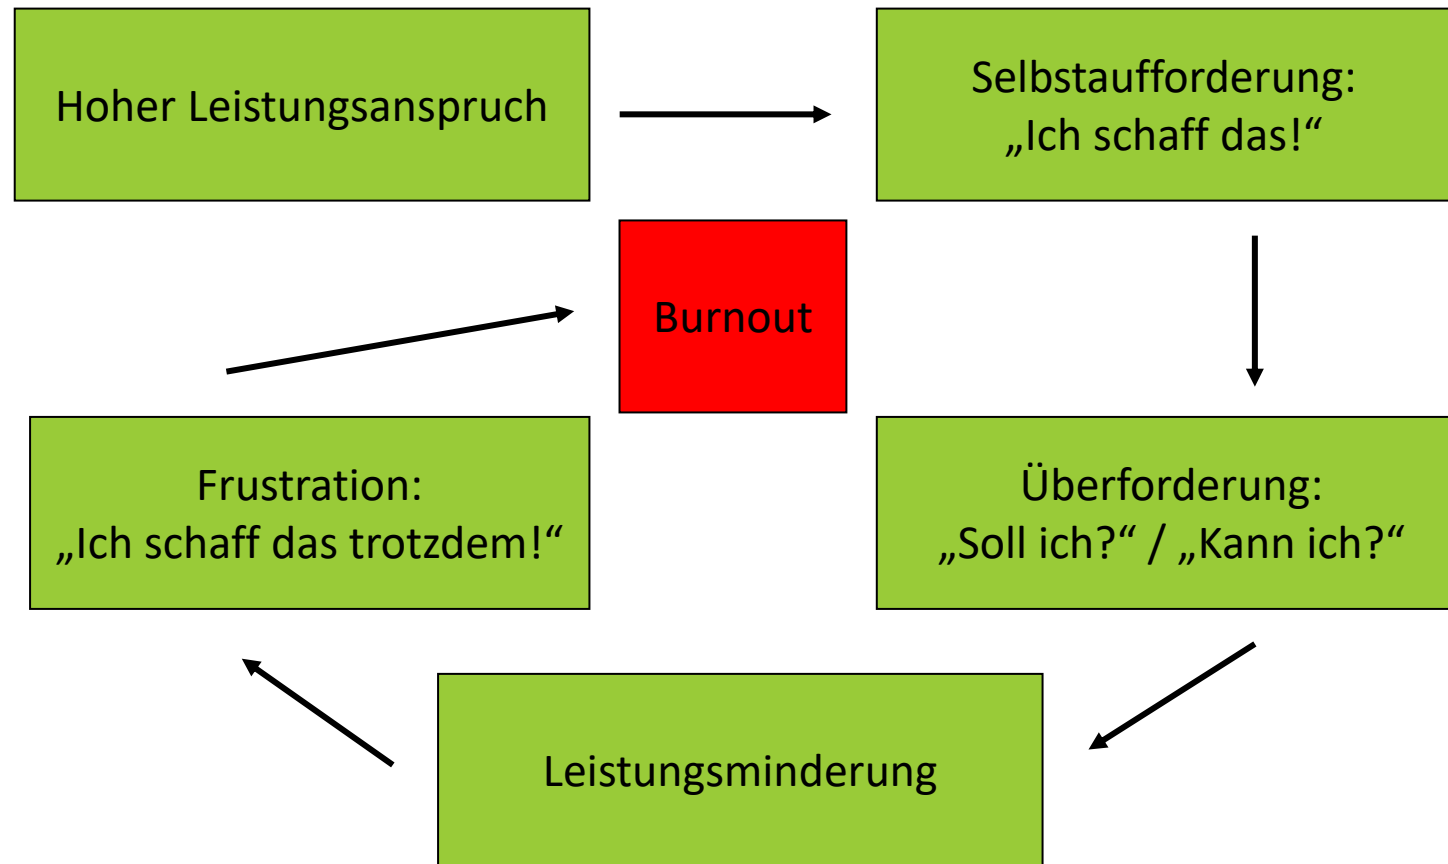 Hoher Leistungsanspruch
Selbstaufforderung:
„Ich schaff das!“
Burnout
Frustration:
„Ich schaff das trotzdem!“
Überforderung:
„Soll ich?“ / „Kann ich?“
Leistungsminderung